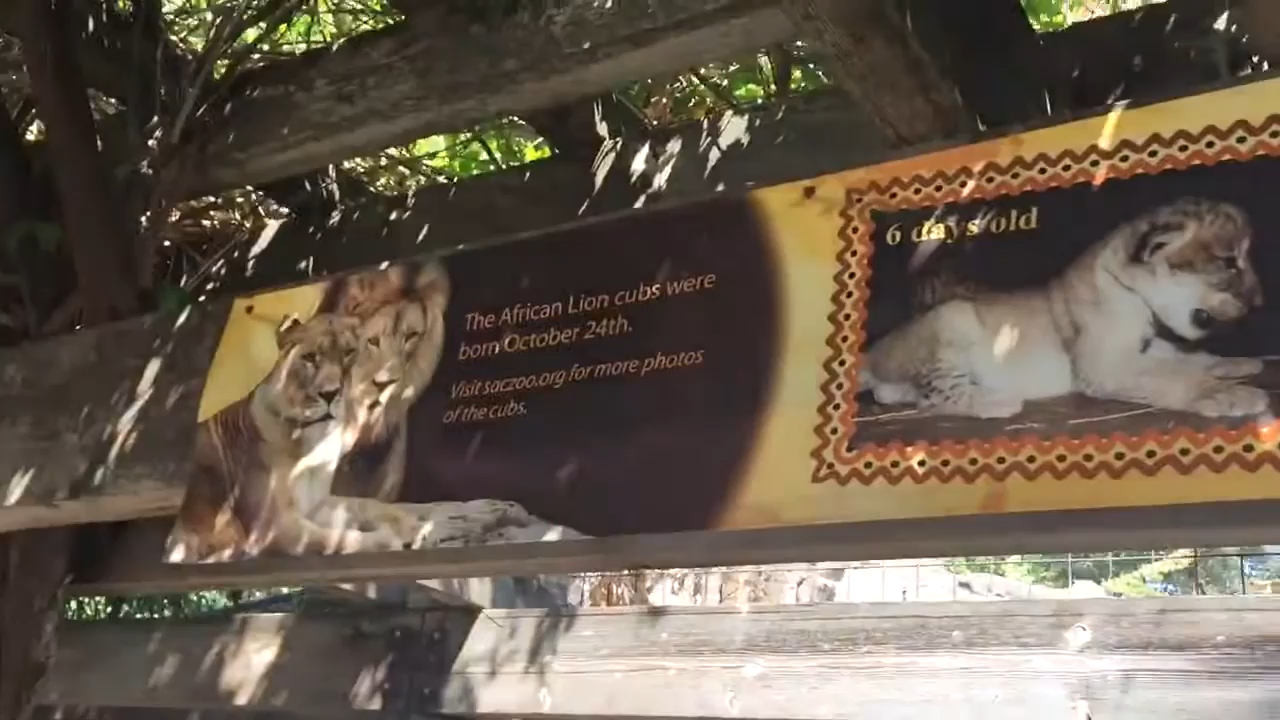 The African Lion cubs were
born October 24th.
Visit saczoo.org for more photos
of the cubs.
6 days old